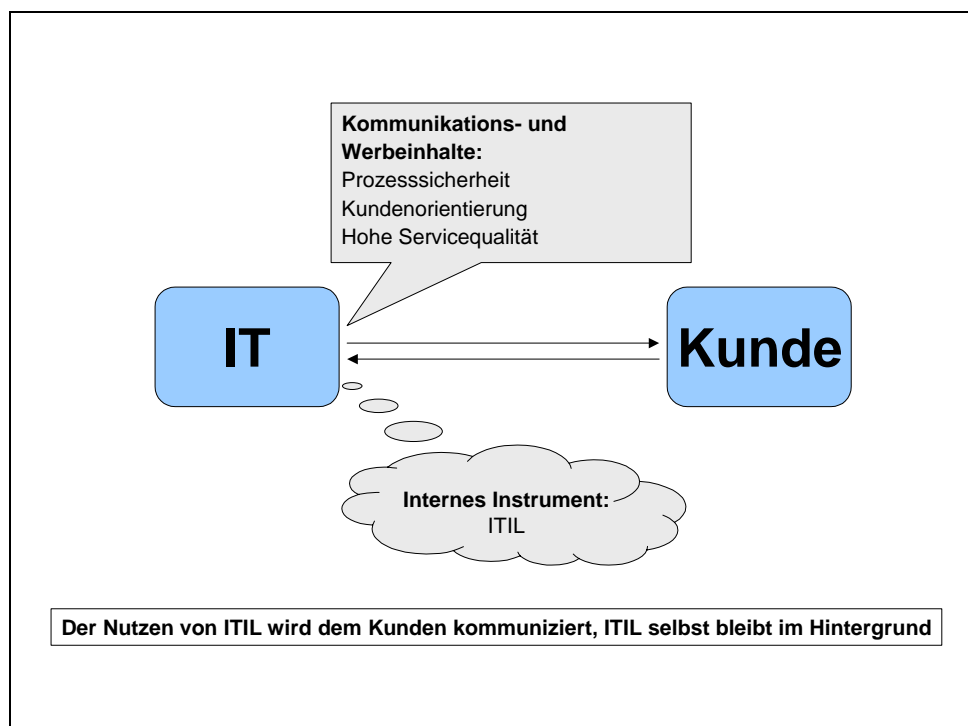 Kommunikations- und
Werbeinhalte:
Prozesssicherheit
Kundenorientierung
Hohe Servicequalität
IT
Kunde
Internes Instrument:
ITIL
Der Nutzen von ITIL wird dem Kunden kommuniziert, ITIL selbst bleibt im Hintergrund